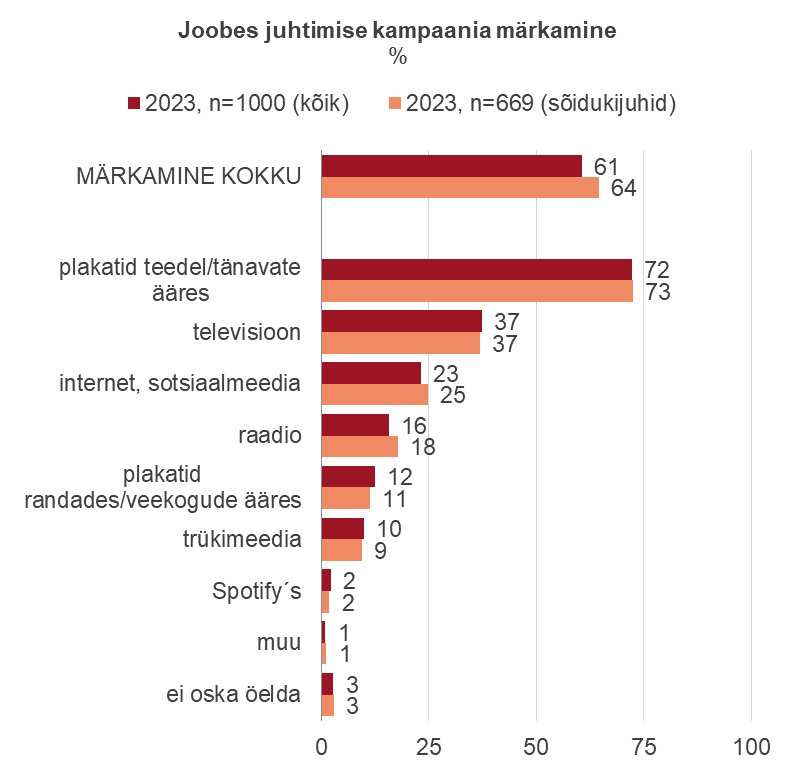 Joobes juhtimise kampaania märkamine
%
2023, n=1000 (kõik) 2023, n=669 (sõidukijuhid)
MÄRKAMINE KOKKU 61
64
plakatid teedel/tänavate 72
ääres 73
televisioon 37
37
internet, sotsiaalmeedia 23
25
raadio 16
18
plakatid 12
randades/veekogude ääres 11
trükimeedia 10
9
Spotify´s 2
2
muu 1
1
ei oska öelda 3
3
0 25 50 75 100